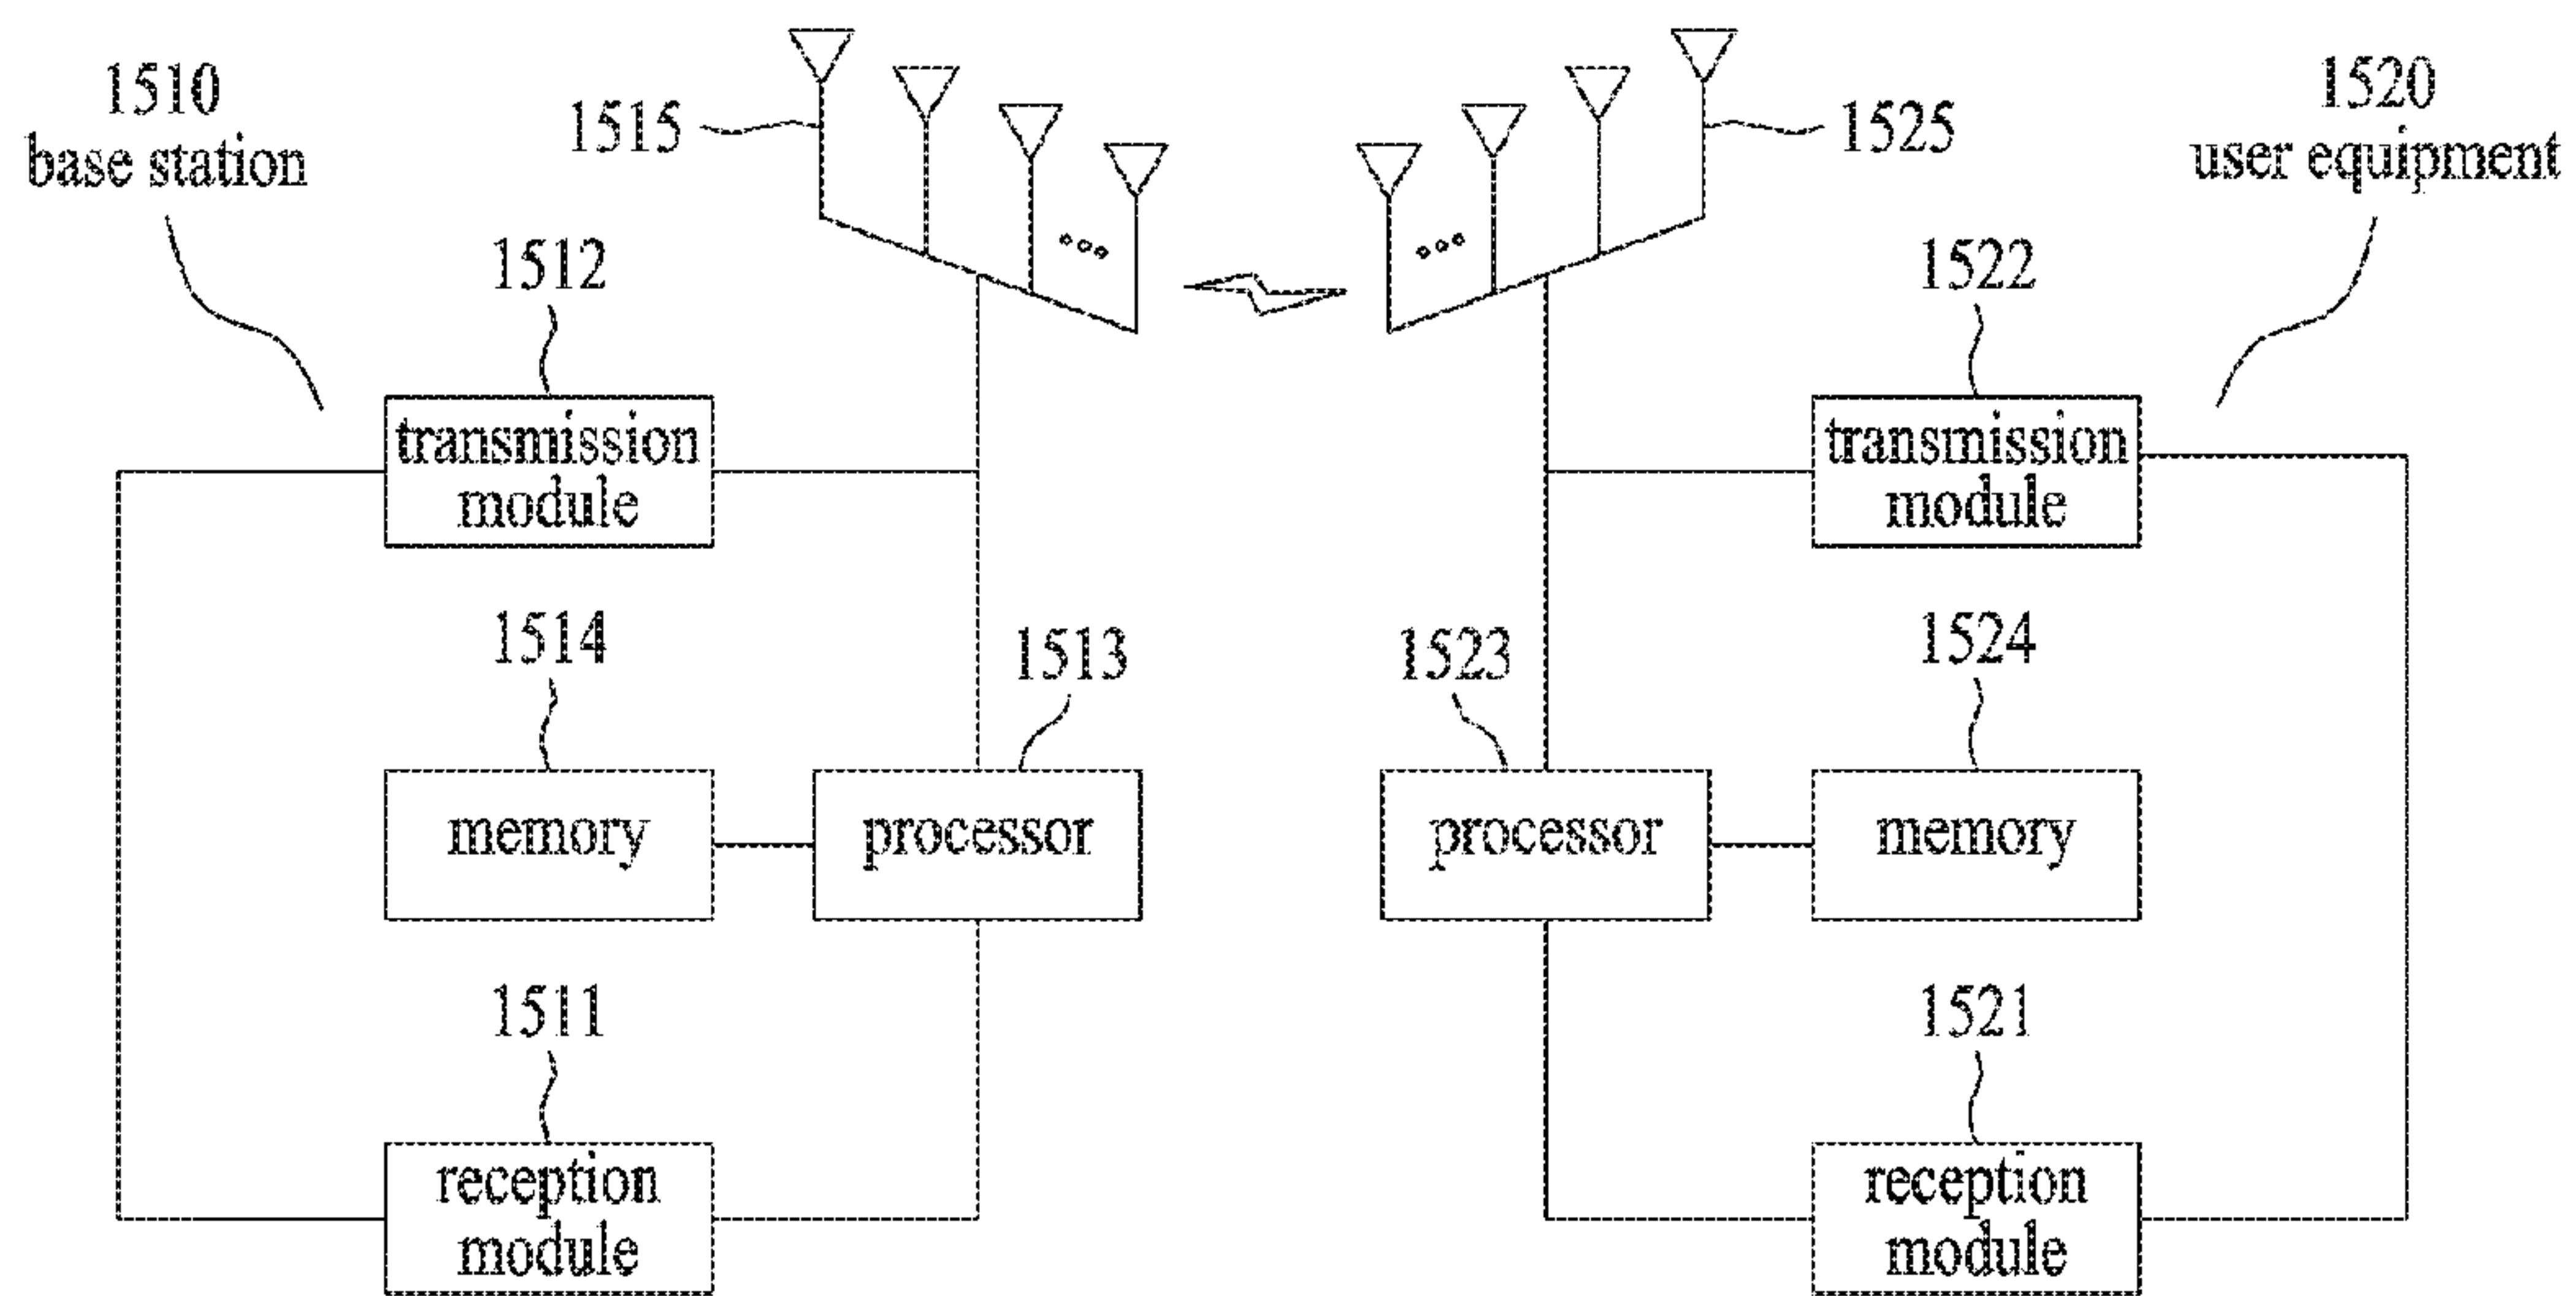 1510
base station
1515
1525
1520
user equipment
1512
transmission
module
1522
transmission
module
1514
memory
1513
processor
1523
processor
1524
memory
1511
reception
module
1521
reception
module